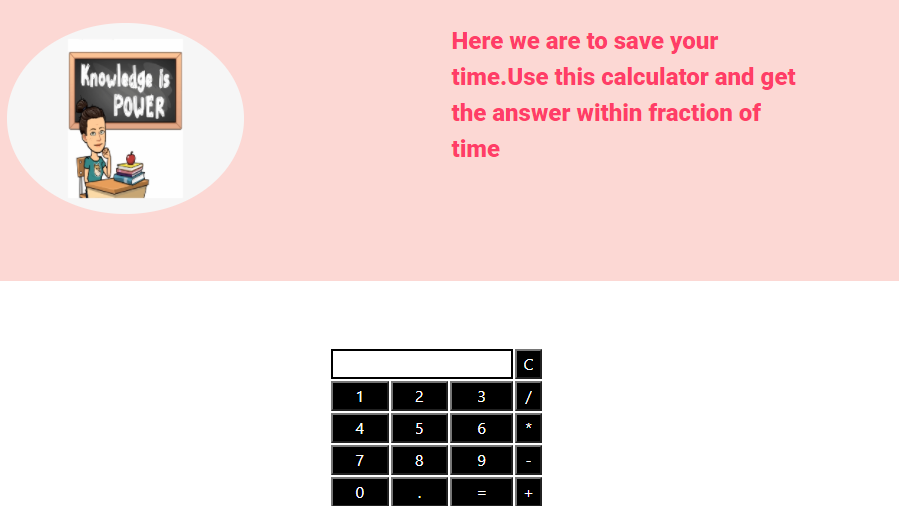 Knowledge is
POWER
Here we are to save your
time.Use this calculator and get
the answer within fraction of
time
C
1 2 3 /
4 5 6 *
7 8 9 -
0 . = +